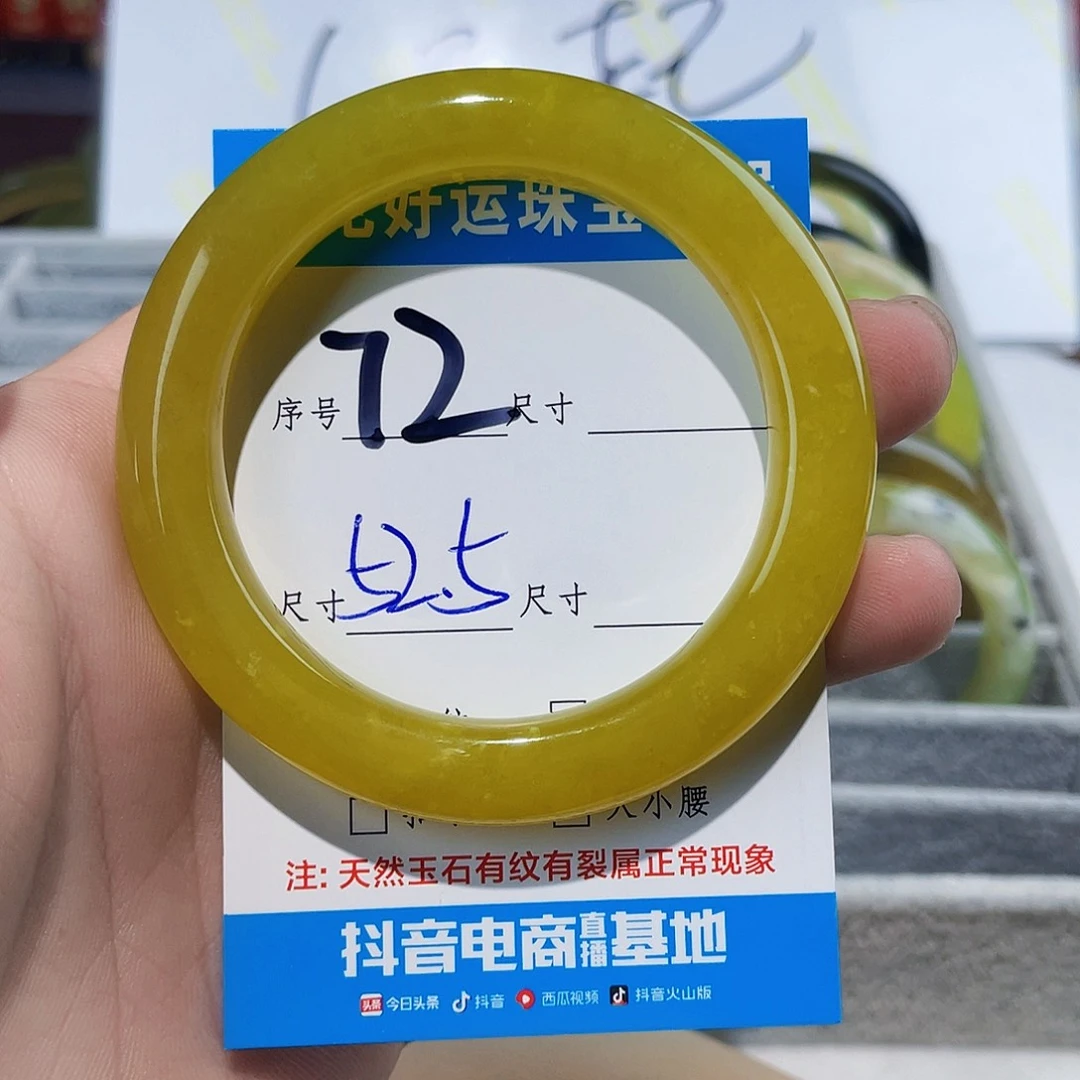 好运珠宝
序号 72 尺寸
尺寸 52.5 尺寸
大小腰
注: 天然玉石有纹有裂属正常现象
抖音电商直播基地
头条 今日头条 抖音 西瓜视频 抖音火山版